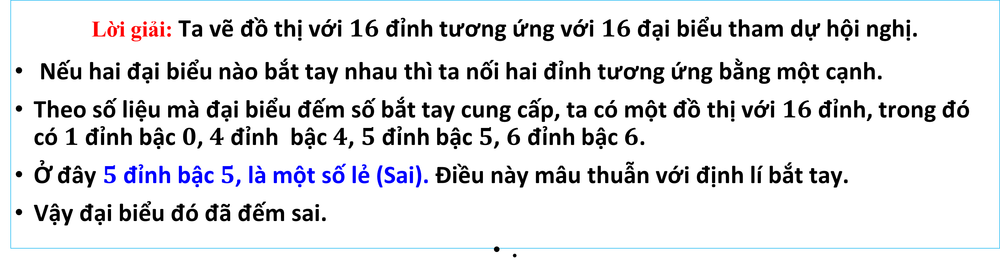 Lời giải: Ta vẽ đồ thị với 16 đỉnh tương ứng với 16 đại biểu tham dự hội nghị.
• Nếu hai đại biểu nào bắt tay nhau thì ta nối hai đỉnh tương ứng bằng một cạnh.
• Theo số liệu mà đại biểu đếm số bắt tay cung cấp, ta có một đồ thị với 16 đỉnh, trong đó
có 1 đỉnh bậc 0, 4 đỉnh bậc 4, 5 đỉnh bậc 5, 6 đỉnh bậc 6.
• Ở đây 5 đỉnh bậc 5, là một số lẻ (Sai). Điều này mâu thuẫn với định lí bắt tay.
• Vậy đại biểu đó đã đếm sai.
• .